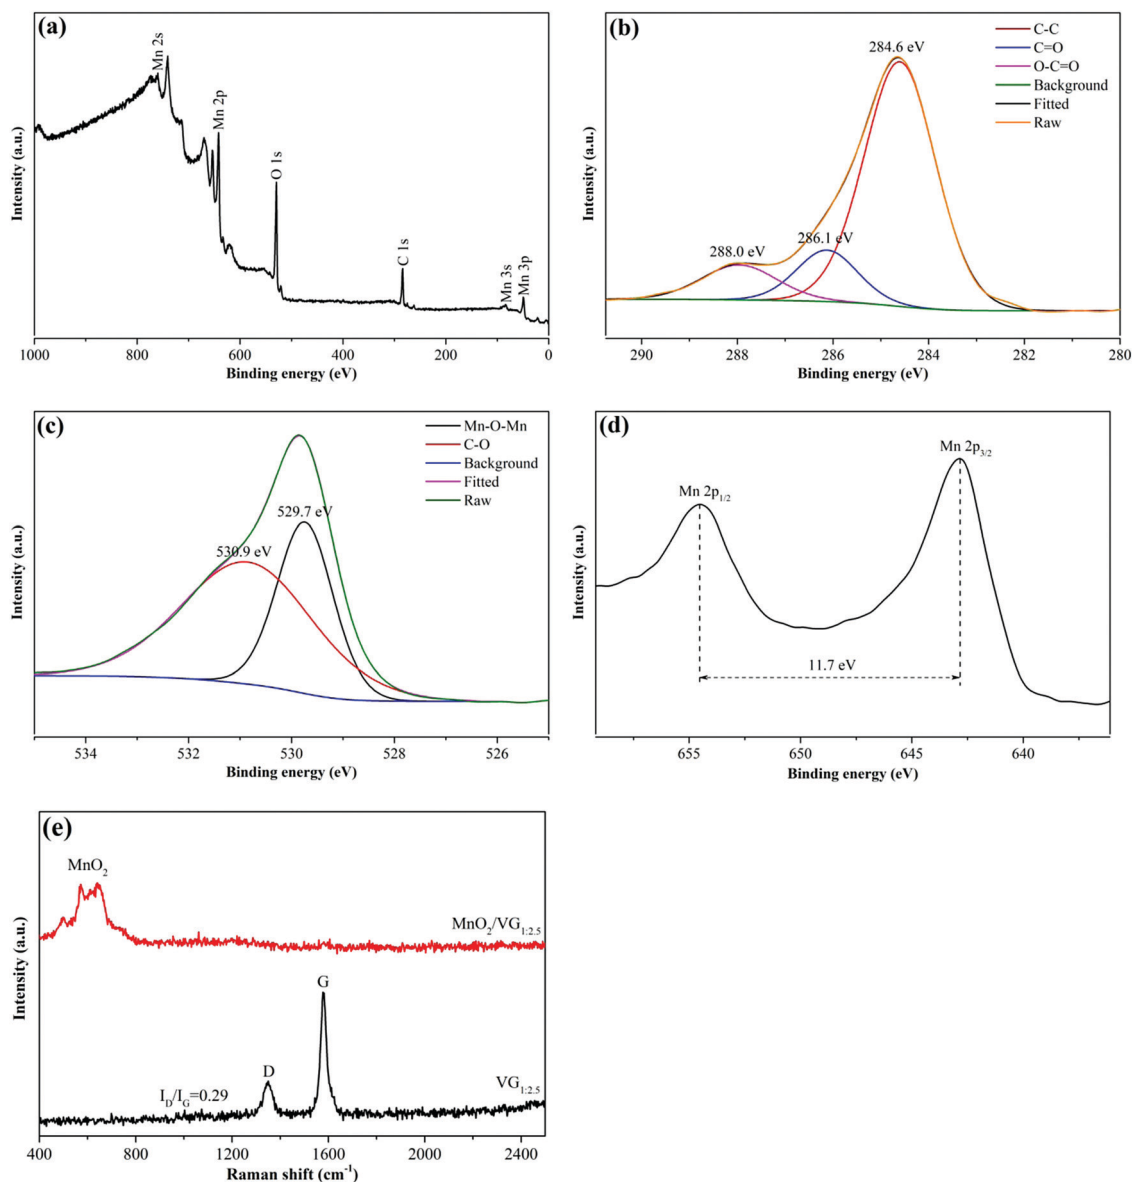 (a)
Mn 2s
Mn 2p
O 1s
C 1s
Mn 3s
Mn 3p
Intensity (a.u.)
1000 800 600 400 200 0
Binding energy (eV)
(b)
284.6 eV
C-C
C=O
O-C=O
Background
Fitted
Raw
286.1 eV
288.0 eV
Intensity (a.u.)
290 288 286 284 282 280
Binding energy (eV)
(c)
Mn-O-Mn
C-O
Background
Fitted
Raw
529.7 eV
530.9 eV
Intensity (a.u.)
534 532 530 528 526
Binding energy (eV)
(d)
Mn 2p3/2
Mn 2p1/2
11.7 eV
Intensity (a.u.)
655 650 645 640
Binding energy (eV)
(e)
MnO2
MnO2/VG1:2.5
G
D
ID/IG=0.29
VG1:2.5
Intensity (a.u.)
400 800 1200 1600 2000 2400
Raman shift (cm-1)